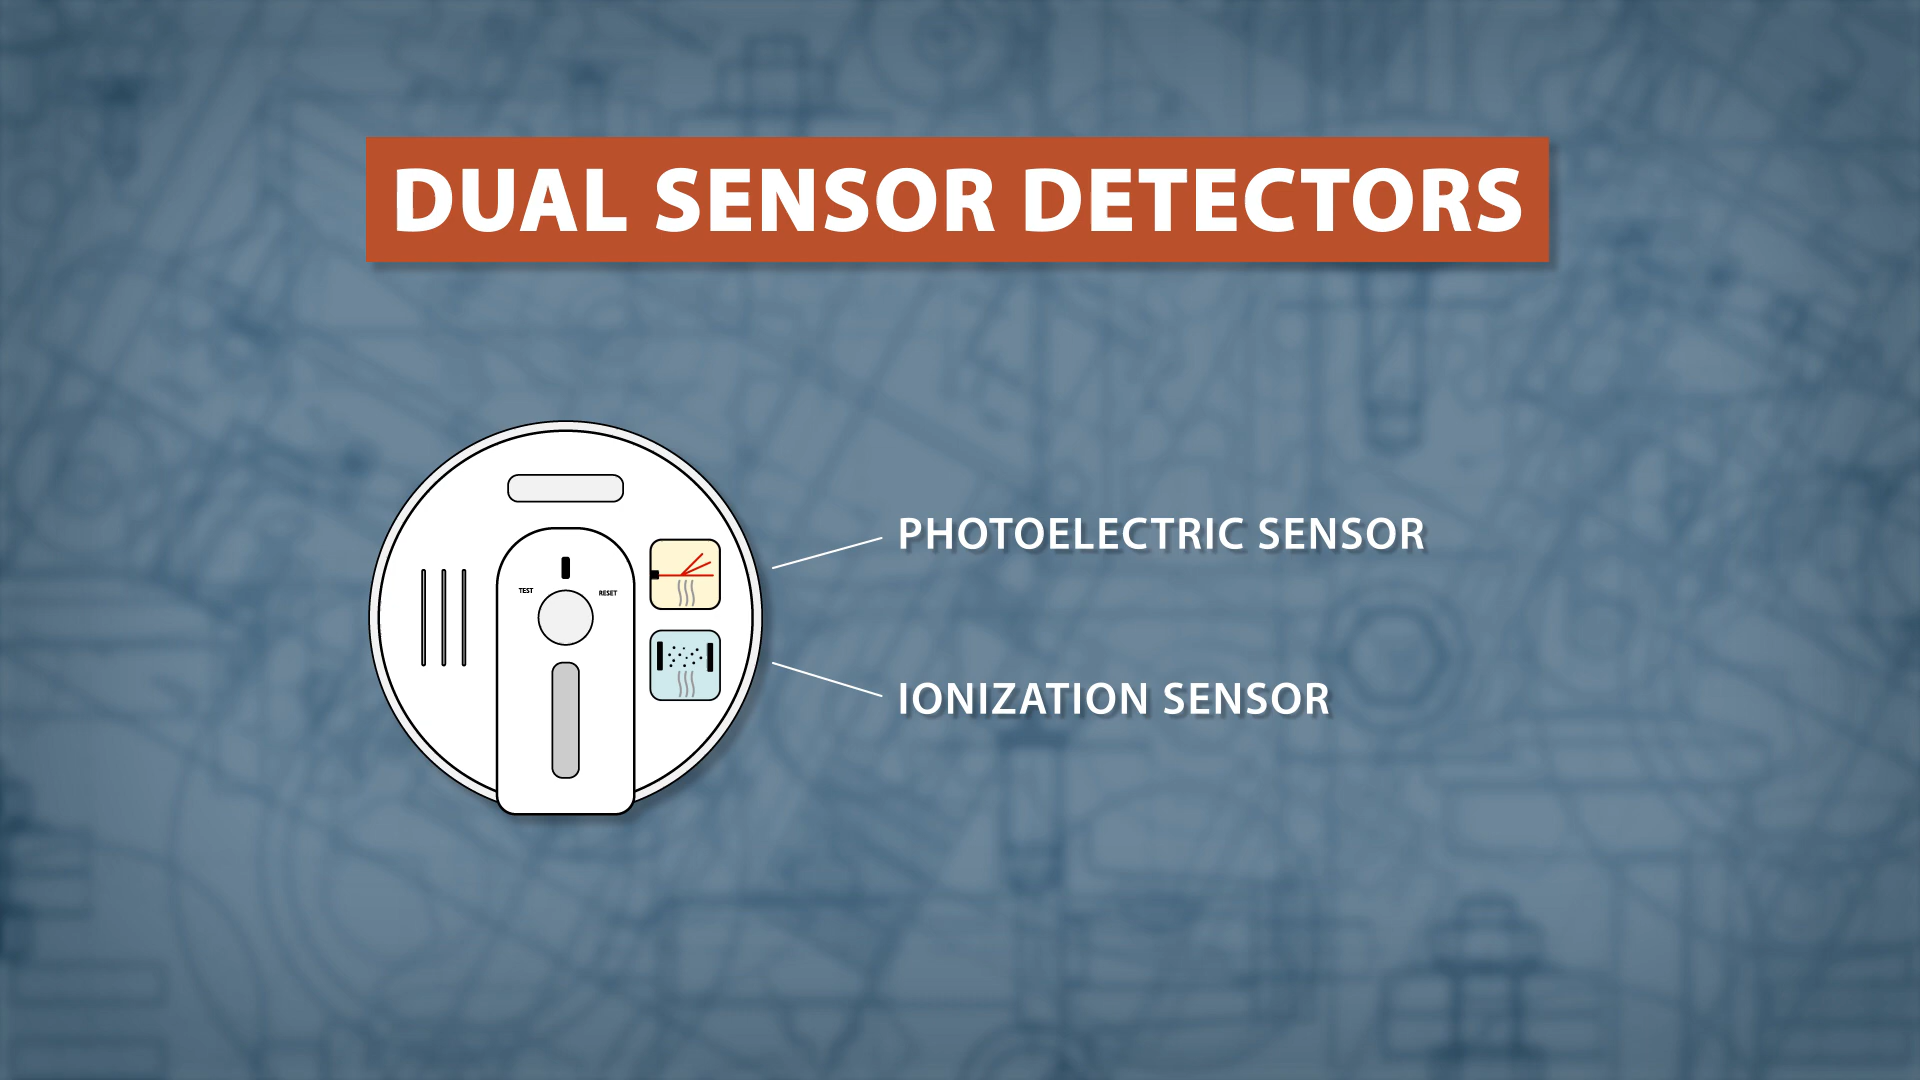 DUAL SENSOR DETECTORS
PHOTOELECTRIC SENSOR
TEST
RESET
IONIZATION SENSOR